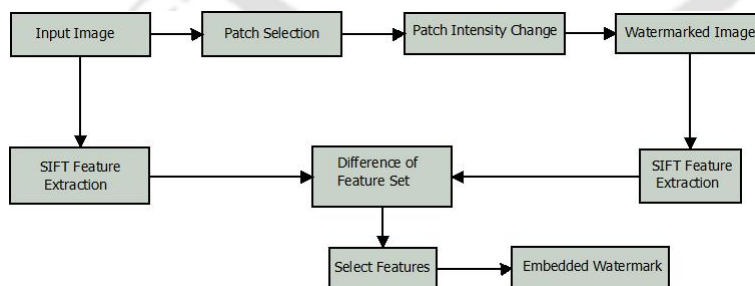 Input Image
Patch Selection
Patch Intensity Change
Watermarked Image
SIFT Feature
Extraction
Difference of
Feature Set
SIFT Feature
Extraction
Select Features
Embedded Watermark